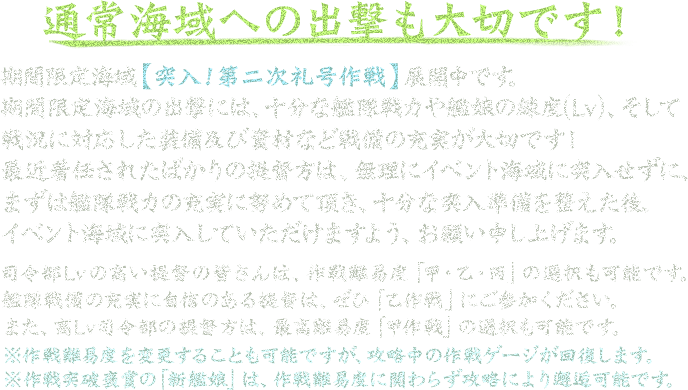 通常海域への出撃も大切です!
期間限定海域【突入!第二次礼号作戦】展開中です。
期間限定海域の出撃には、十分な艦隊戦力や艦娘の練度(Lv)、そして
戦況に対応した装備及び資材など戦備の充実が大切です!
最近着任されたばかりの提督方は、無理にイベント海域に突入せずに、
まずは艦隊戦力の充実に努めて頂き、十分な突入準備を整えた後、
イベント海域に突入していただけますよう、お願い申し上げます。
司令部Lvの高い提督の皆さんは、作戦難易度「甲・乙・丙」の選択も可能です。
艦隊戦備の充実に自信のある提督は、ぜひ「乙作戦」にご参加ください。
また、高Lv司令部の提督方は、最高難易度「甲作戦」の選択も可能です。
※作戦難易度を変更することも可能ですが、攻略中の作戦ゲージが回復します。
※作戦突破褒賞の「新艦娘」は、作戦難易度に関わらず攻略により邂逅可能です。